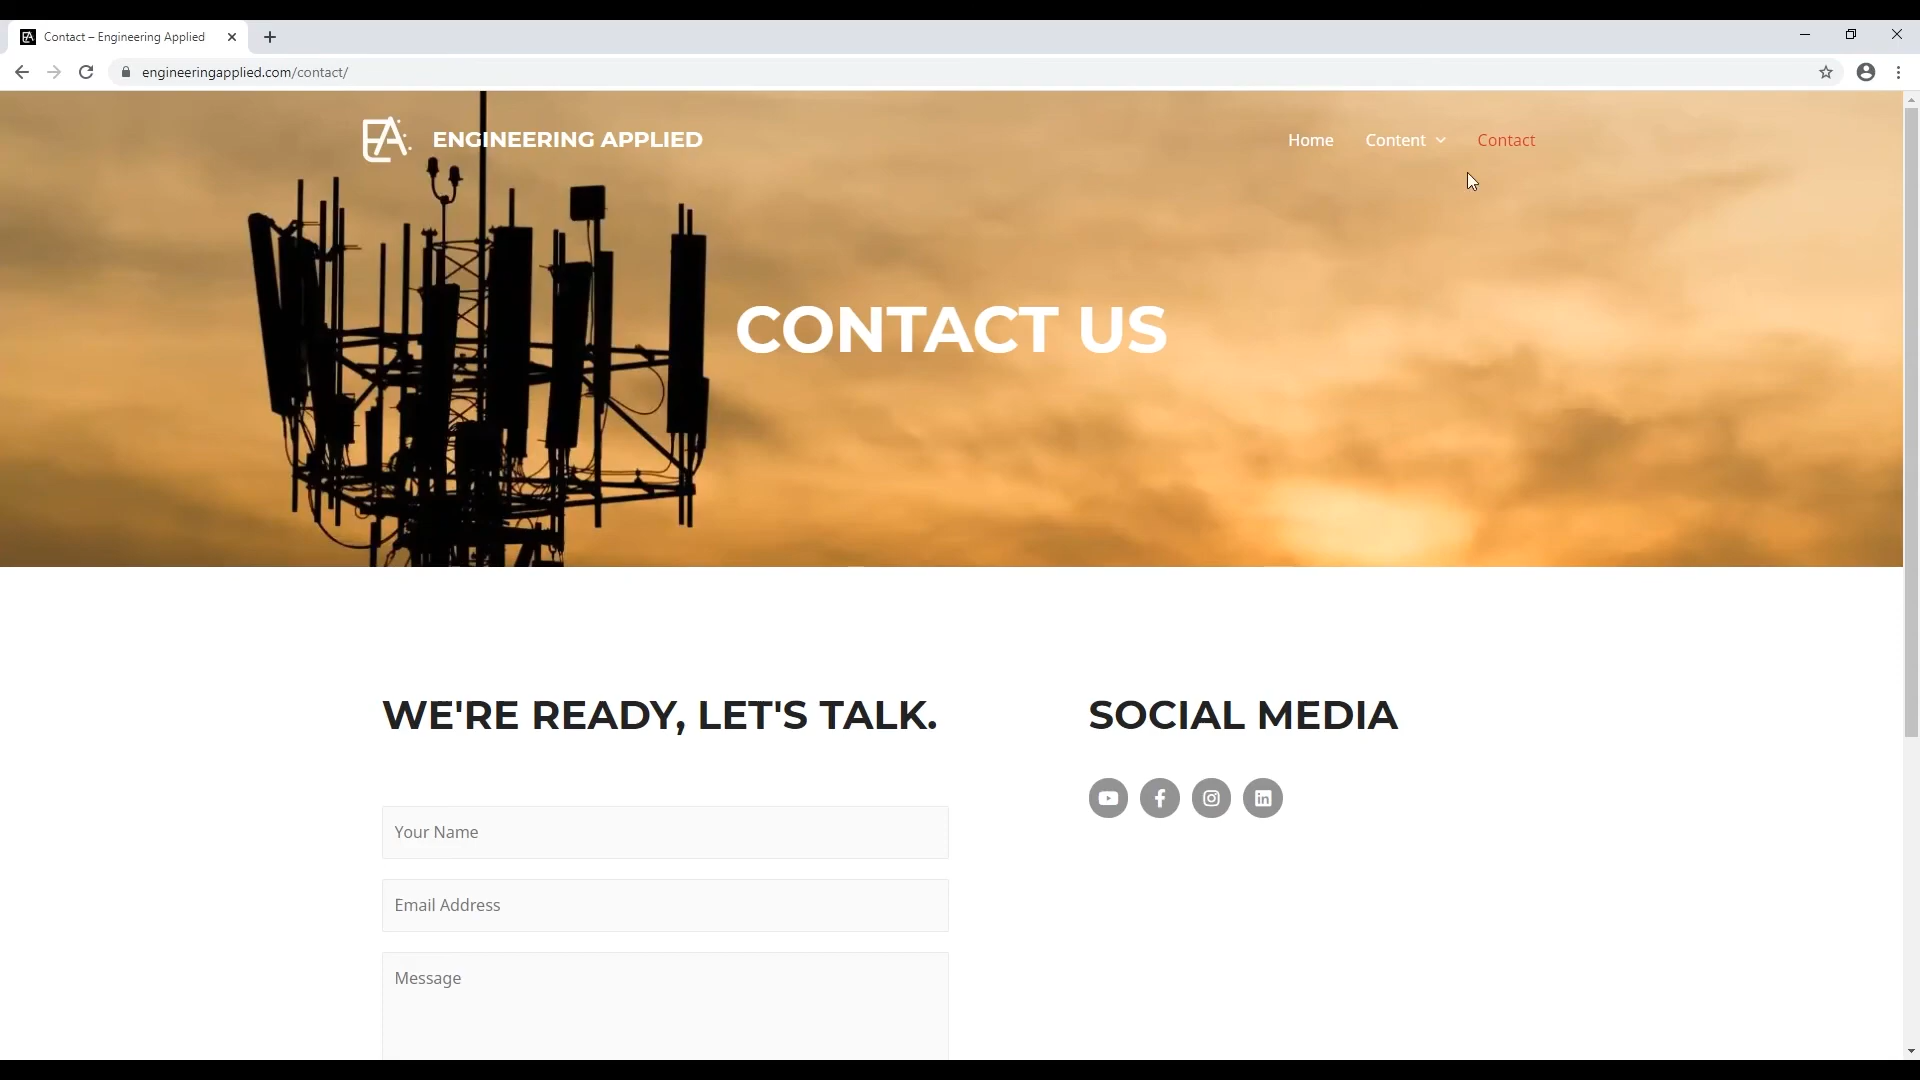 Contact – Engineering Applied
engineeringapplied.com/contact/
EA ENGINEERING APPLIED
Home Content Contact
CONTACT US
WE'RE READY, LET'S TALK.
SOCIAL MEDIA
Your Name
Email Address
Message